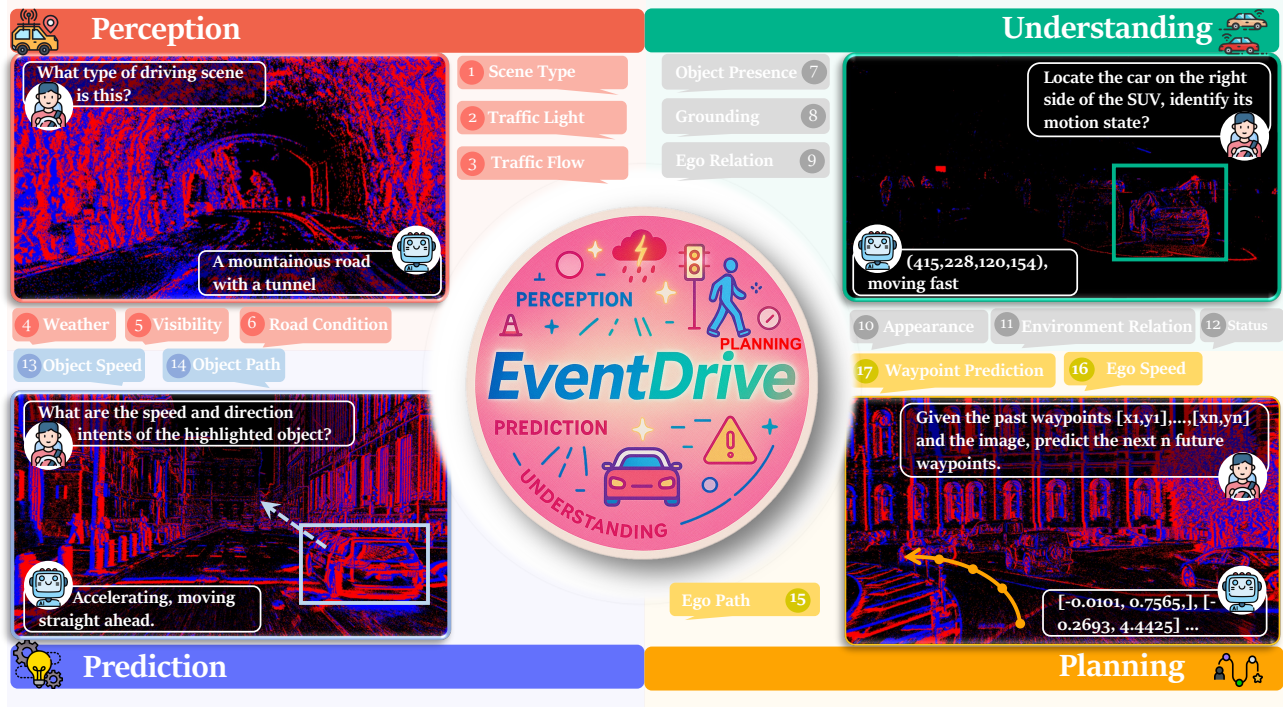 Perception
Understanding
What type of driving scene
is this?
A mountainous road
with a tunnel
1 Scene Type
2 Traffic Light
3 Traffic Flow
Object Presence 7
Grounding 8
Ego Relation 9
Locate the car on the right
side of the SUV, identify its
motion state?
(415,228,120,154),
moving fast
4 Weather
5 Visibility
6 Road Condition
13 Object Speed
14 Object Path
10 Appearance
11 Environment Relation
12 Status
17 Waypoint Prediction
16 Ego Speed
PERCEPTION
PLANNING
EventDrive
PREDICTION
UNDERSTANDING
What are the speed and direction
intents of the highlighted object?
Accelerating, moving
straight ahead.
Given the past waypoints [x1,y1],...,[xn,yn]
and the image, predict the next n future
waypoints.
[-0.0101, 0.7565,], [-
0.2693, 4.4425] ...
Ego Path 15
Prediction
Planning